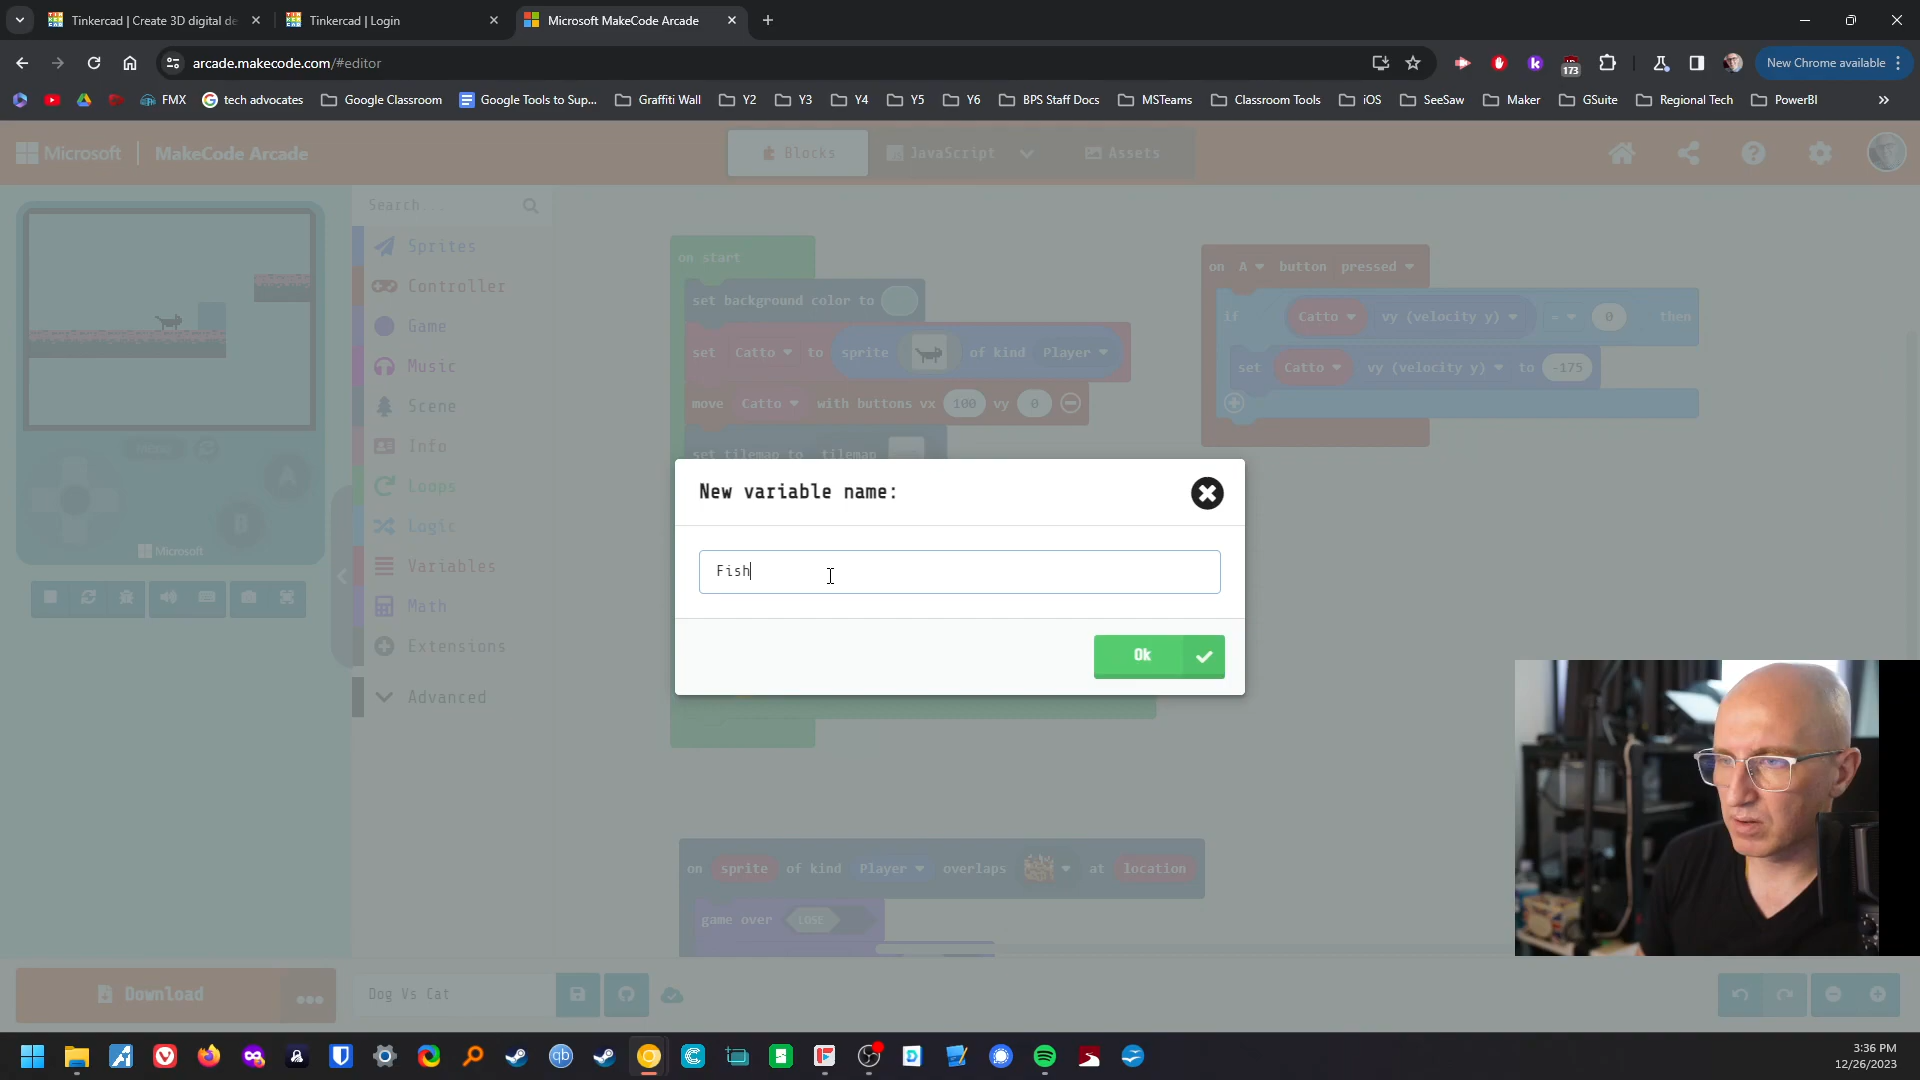 Tinkercad | Create 3D digital de
Tinkercad | Login
Microsoft MakeCode Arcade
arcade.makecode.com/#editor
173
New Chrome available
FMX
tech advocates
Google Classroom
Google Tools to Sup...
Graffiti Wall
Y2
Y3
Y4
Y5
Y6
BPS Staff Docs
MSTeams
Classroom Tools
iOS
SeeSaw
Maker
GSuite
Regional Tech
PowerBI
Microsoft
MakeCode Arcade
Blocks
JavaScript
Assets
Search...
Sprites
Controller
Game
Music
Scene
Info
Loops
Logic
Variables
Math
Extensions
Advanced
A
B
Microsoft
on start
set background color to
set Catto to sprite of kind Player
move Catto with buttons vx 100 vy 0
set tilemap to tilemap
on A button pressed
if Catto vy (velocity y) = 0 then
set Catto vy (velocity y) to -175
New variable name:
Fish
Ok
on sprite of kind Player overlaps at location
game over LOSE
Download
Dog Vs Cat
3:36 PM
12/26/2023